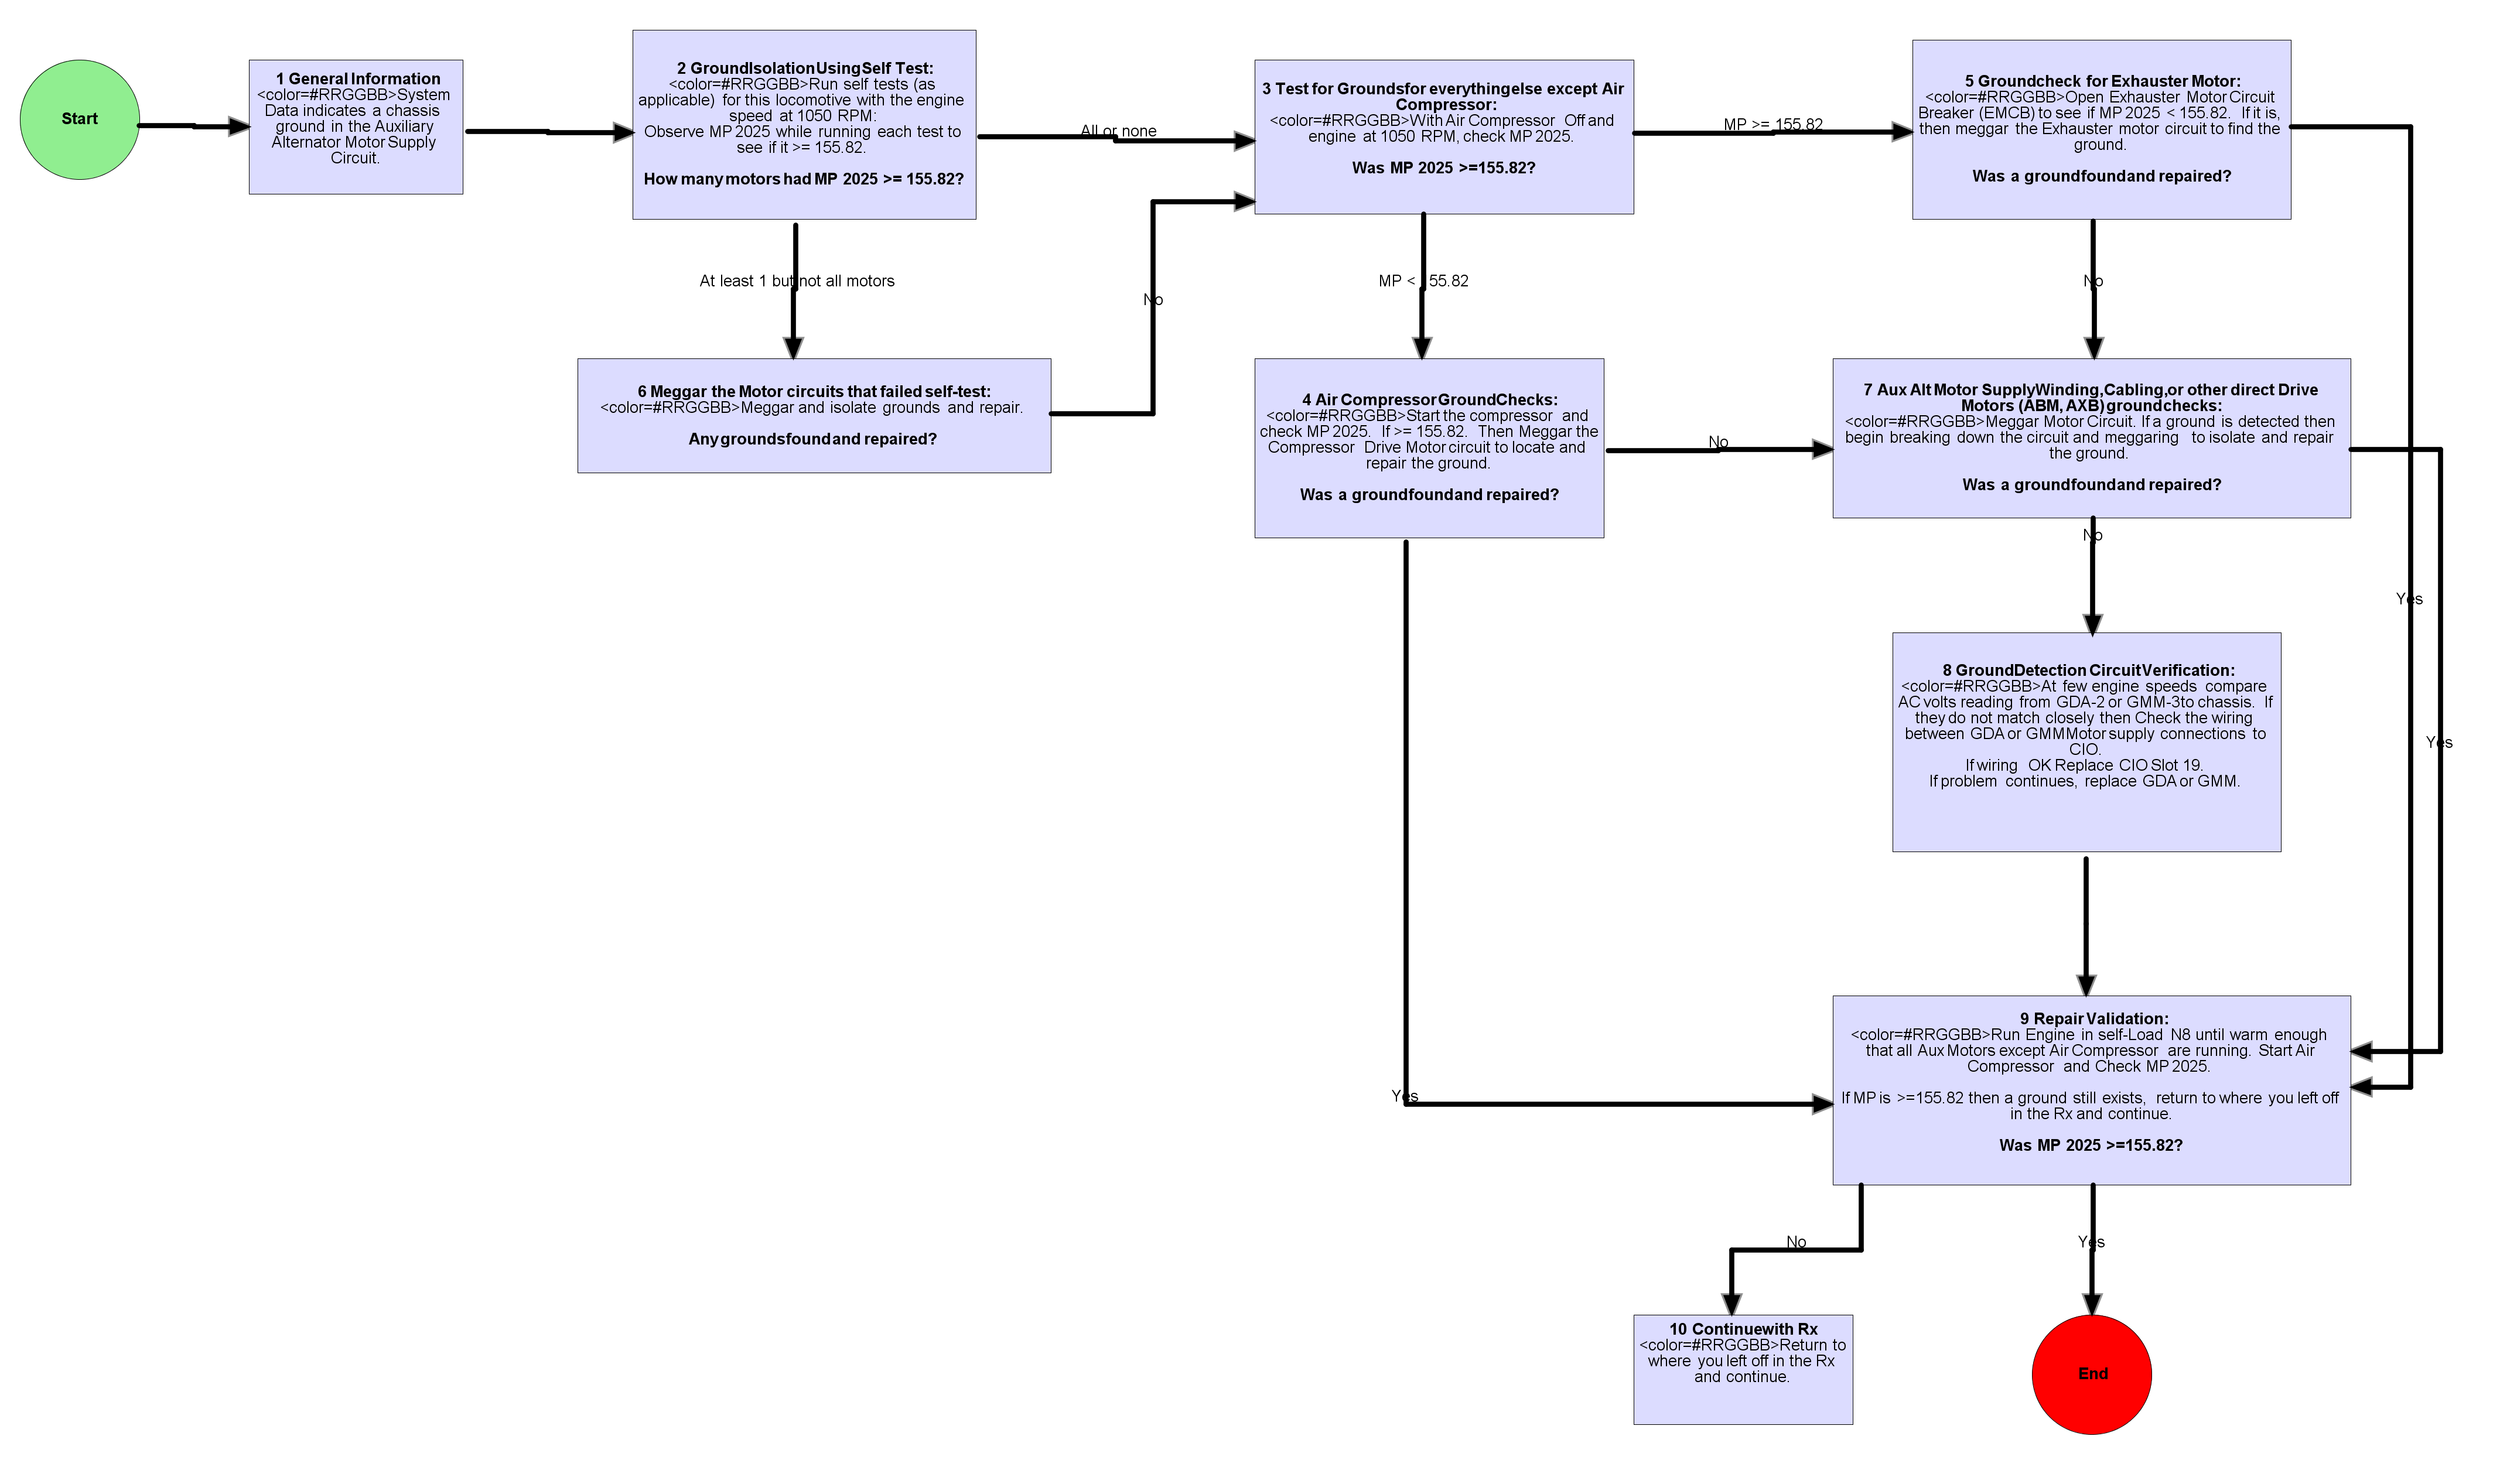 Start
1 General Information
<color=#RRGGBB>System
Data indicates a chassis
ground in the Auxiliary
Alternator Motor Supply
Circuit.
2 GroundIsolationUsingSelf Test:
<color=#RRGGBB>Run self tests (as
applicable) for this locomotive with the engine
speed at 1050 RPM:
Observe MP 2025 while running each test to
see if it >= 155.82.
How many motors had MP 2025 >= 155.82?
All or none
3 Test for Groundsfor everythingelse except Air
Compressor:
<color=#RRGGBB>With Air Compressor Off and
engine at 1050 RPM, check MP 2025.
Was MP 2025 >=155.82?
MP >= 155.82
5 Groundcheck for Exhauster Motor:
<color=#RRGGBB>Open Exhauster Motor Circuit
Breaker (EMCB) to see if MP 2025 < 155.82. If it is,
then meggar the Exhauster motor circuit to find the
ground.
Was a groundfoundand repaired?
At least 1 but not all motors
No
MP < 155.82
No
6 Meggar the Motor circuits that failed self-test:
<color=#RRGGBB>Meggar and isolate grounds and repair.
Any groundsfoundand repaired?
4 Air CompressorGroundChecks:
<color=#RRGGBB>Start the compressor and
check MP 2025. If >= 155.82. Then Meggar the
Compressor Drive Motor circuit to locate and
repair the ground.
Was a groundfoundand repaired?
No
7 Aux Alt Motor SupplyWinding,Cabling,or other direct Drive
Motors (ABM, AXB) groundchecks:
<color=#RRGGBB>Meggar Motor Circuit. If a ground is detected then
begin breaking down the circuit and meggaring to isolate and repair
the ground.
Was a groundfoundand repaired?
No
Yes
8 GroundDetection CircuitVerification:
<color=#RRGGBB>At few engine speeds compare
AC volts reading from GDA-2 or GMM-3to chassis. If
they do not match closely then Check the wiring
between GDA or GMMMotor supply connections to
CIO.
If wiring OK Replace CIO Slot 19.
If problem continues, replace GDA or GMM.
Yes
9 Repair Validation:
<color=#RRGGBB>Run Engine in self-Load N8 until warm enough
that all Aux Motors except Air Compressor are running. Start Air
Compressor and Check MP 2025.
If MP is >=155.82 then a ground still exists, return to where you left off
in the Rx and continue.
Was MP 2025 >=155.82?
Yes
No
Yes
10 Continuewith Rx
<color=#RRGGBB>Return to
where you left off in the Rx
and continue.
End